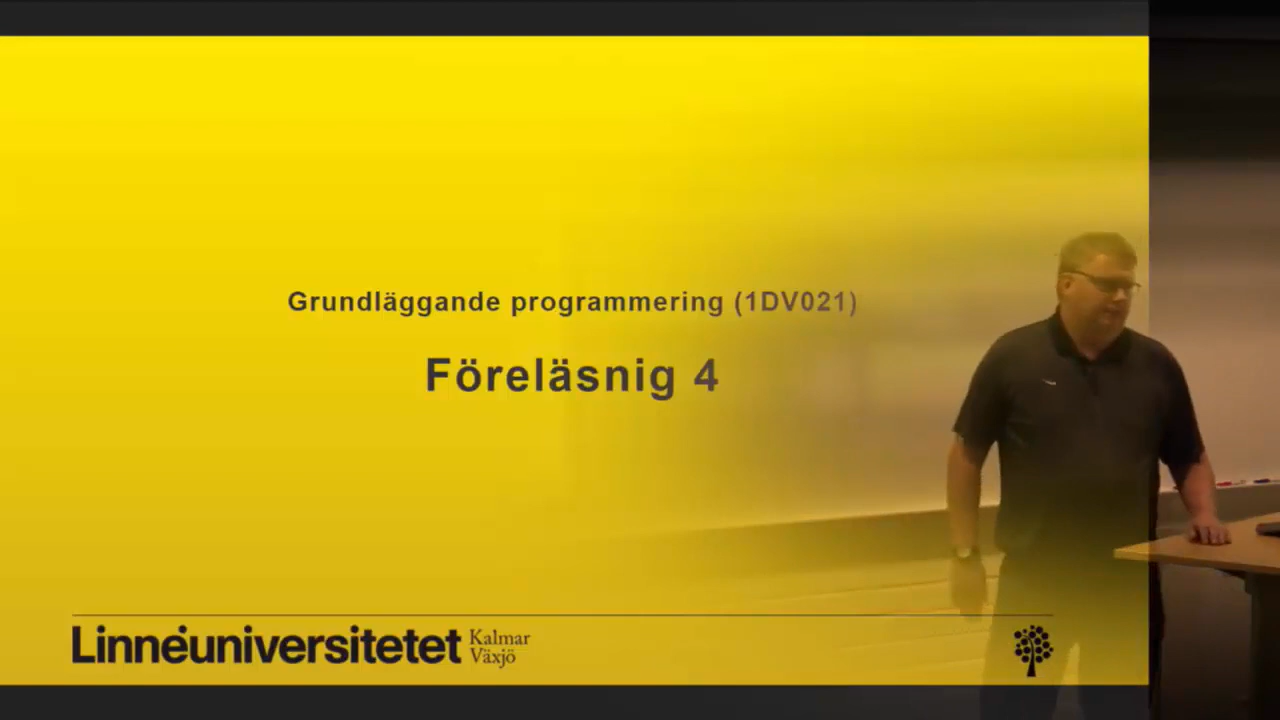 Grundläggande programmering (1DV021)
Föreläsnig 4
Linnéuniversitetet
Kalmar
Växjö